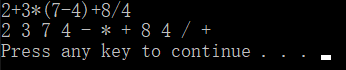 2+3*(7-4)+8/4
2 3 7 4 - * + 8 4 / +
Press any key to continue . . .